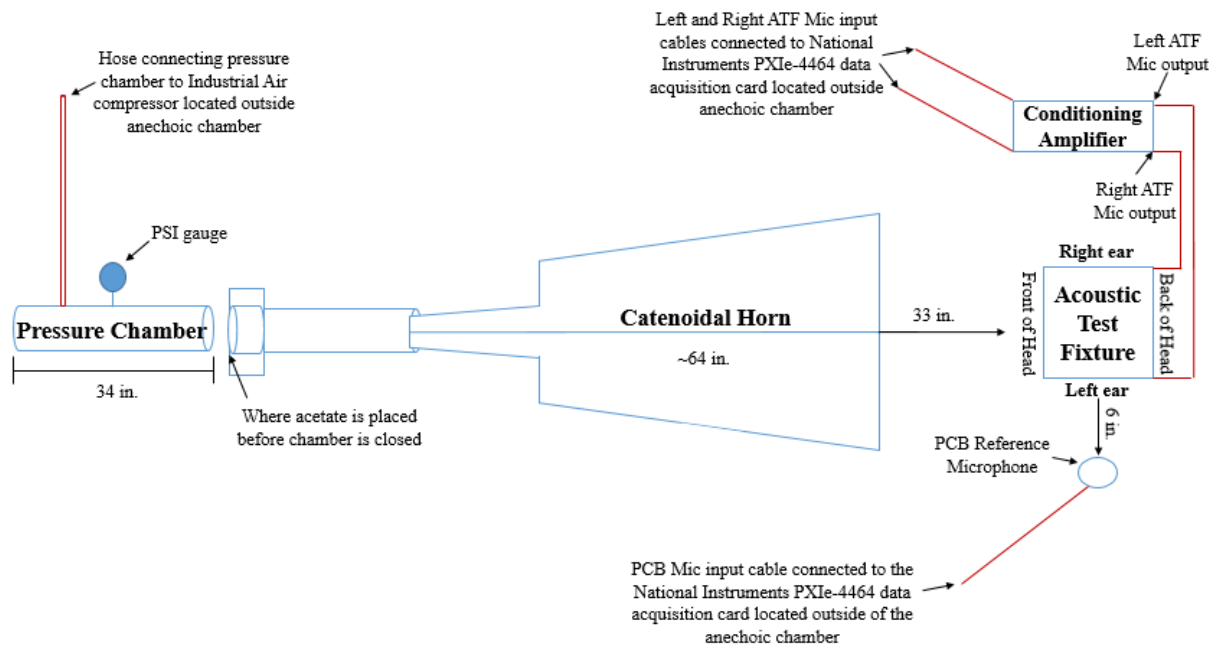 Hose connecting pressure
chamber to Industrial Air
compressor located outside
anechoic chamber
PSI gauge
Pressure Chamber
34 in.
Where acetate is placed
before chamber is closed
Catenoidal Horn
~64 in.
33 in.
Left and Right ATF Mic input
cables connected to National
Instruments PXIe-4464 data
acquisition card located outside
anechoic chamber
Left ATF
Mic output
Conditioning
Amplifier
Right ATF
Mic output
Right ear
Front of Head
Acoustic
Test
Fixture
Back of Head
Left ear
6 in.
PCB Reference
Microphone
PCB Mic input cable connected to the
National Instruments PXIe-4464 data
acquisition card located outside of the
anechoic chamber